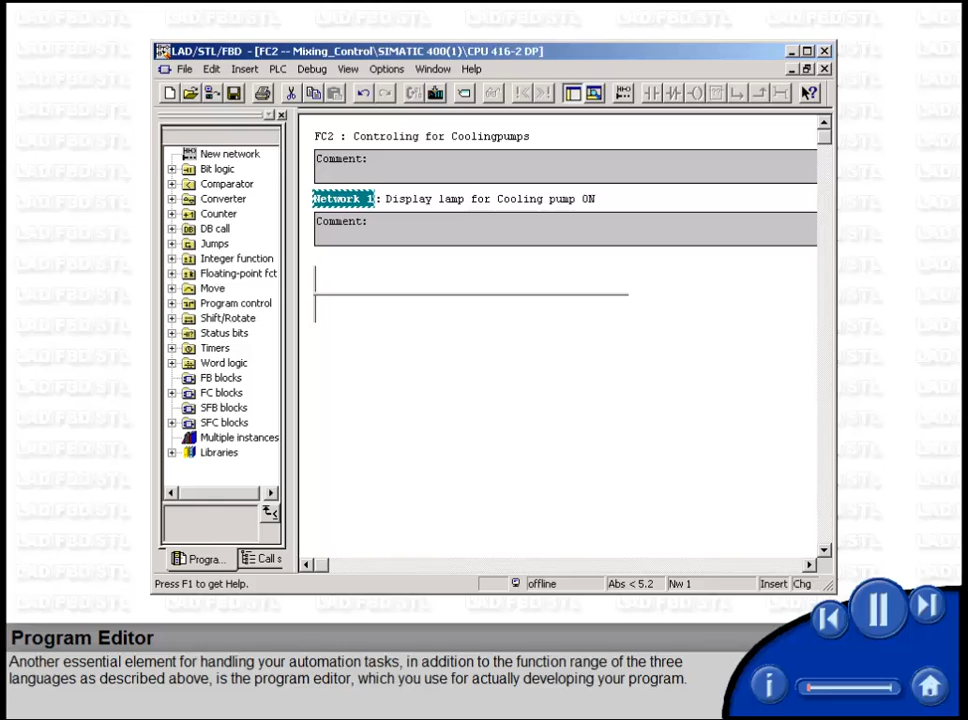 LAD/STL/FBD - [FC2 -- Mixing_Control\SIMATIC 400(1)\CPU 416-2 DP]
File Edit Insert PLC Debug View Options Window Help
New network
Bit logic
Comparator
Converter
Counter
DB call
Jumps
Integer function
Floating-point fct
Move
Program control
Shift/Rotate
Status bits
Timers
Word logic
FB blocks
FC blocks
SFB blocks
SFC blocks
Multiple instances
Libraries
Progra... Call s
FC2 : Controling for Coolingpumps
Comment:
Network 1: Display lamp for Cooling pump ON
Comment:
Press F1 to get Help. offline Abs < 5.2 Nw 1 Insert Chg
Program Editor
Another essential element for handling your automation tasks, in addition to the function range of the three
languages as described above, is the program editor, which you use for actually developing your program.